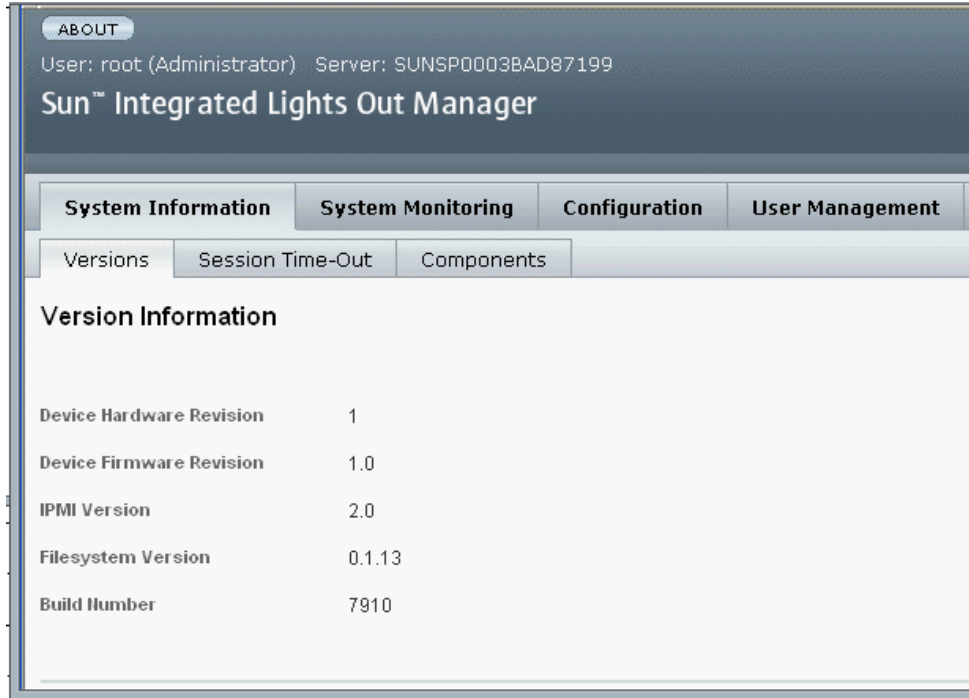 ABOUT
User: root (Administrator) Server: SUNSP0003BAD87199
Sun™ Integrated Lights Out Manager
System Information System Monitoring Configuration User Management
Versions Session Time-Out Components
Version Information
Device Hardware Revision 1
Device Firmware Revision 1.0
IPMI Version 2.0
Filesystem Version 0.1.13
Build Number 7910